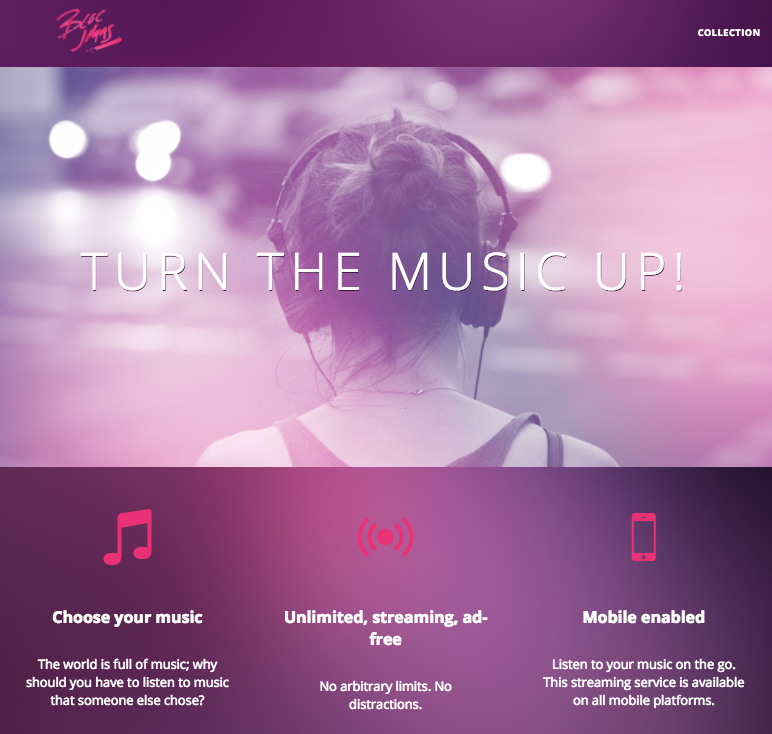 Bloc
Jams
COLLECTION
TURN THE MUSIC UP!
Choose your music
The world is full of music; why
should you have to listen to music
that someone else chose?
Unlimited, streaming, ad-
free
No arbitrary limits. No
distractions.
Mobile enabled
Listen to your music on the go.
This streaming service is available
on all mobile platforms.